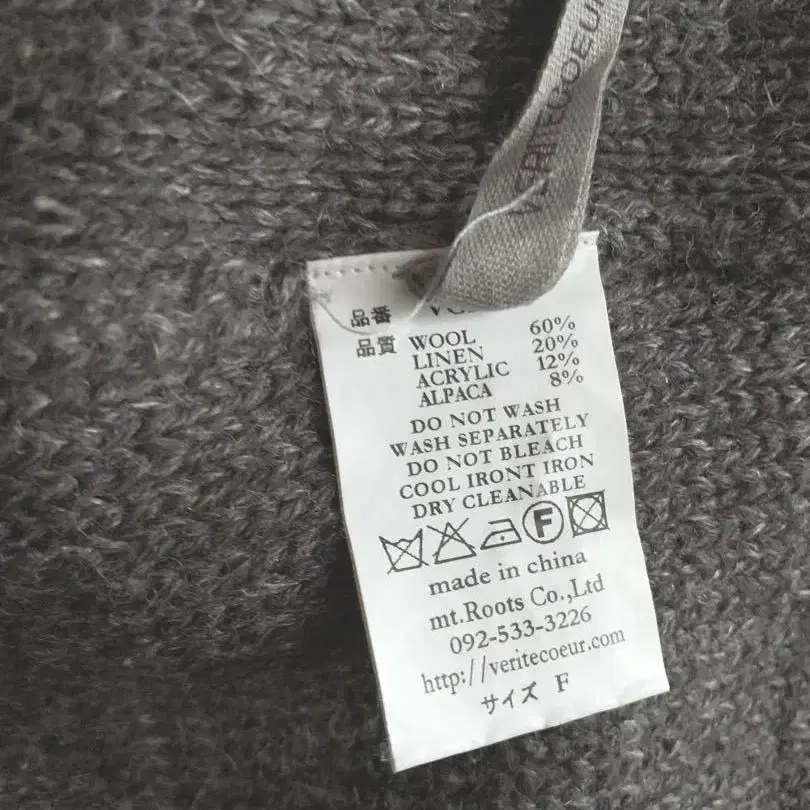 VERITECOEUR
品番
品質 WOOL 60%
LINEN 20%
ACRYLIC 12%
ALPACA 8%
DO NOT WASH
WASH SEPARATELY
DO NOT BLEACH
COOL IRONT IRON
DRY CLEANABLE
F
made in china
mt.Roots Co.,Ltd
092-533-3226
http://veritecoeur.com
サイズ F